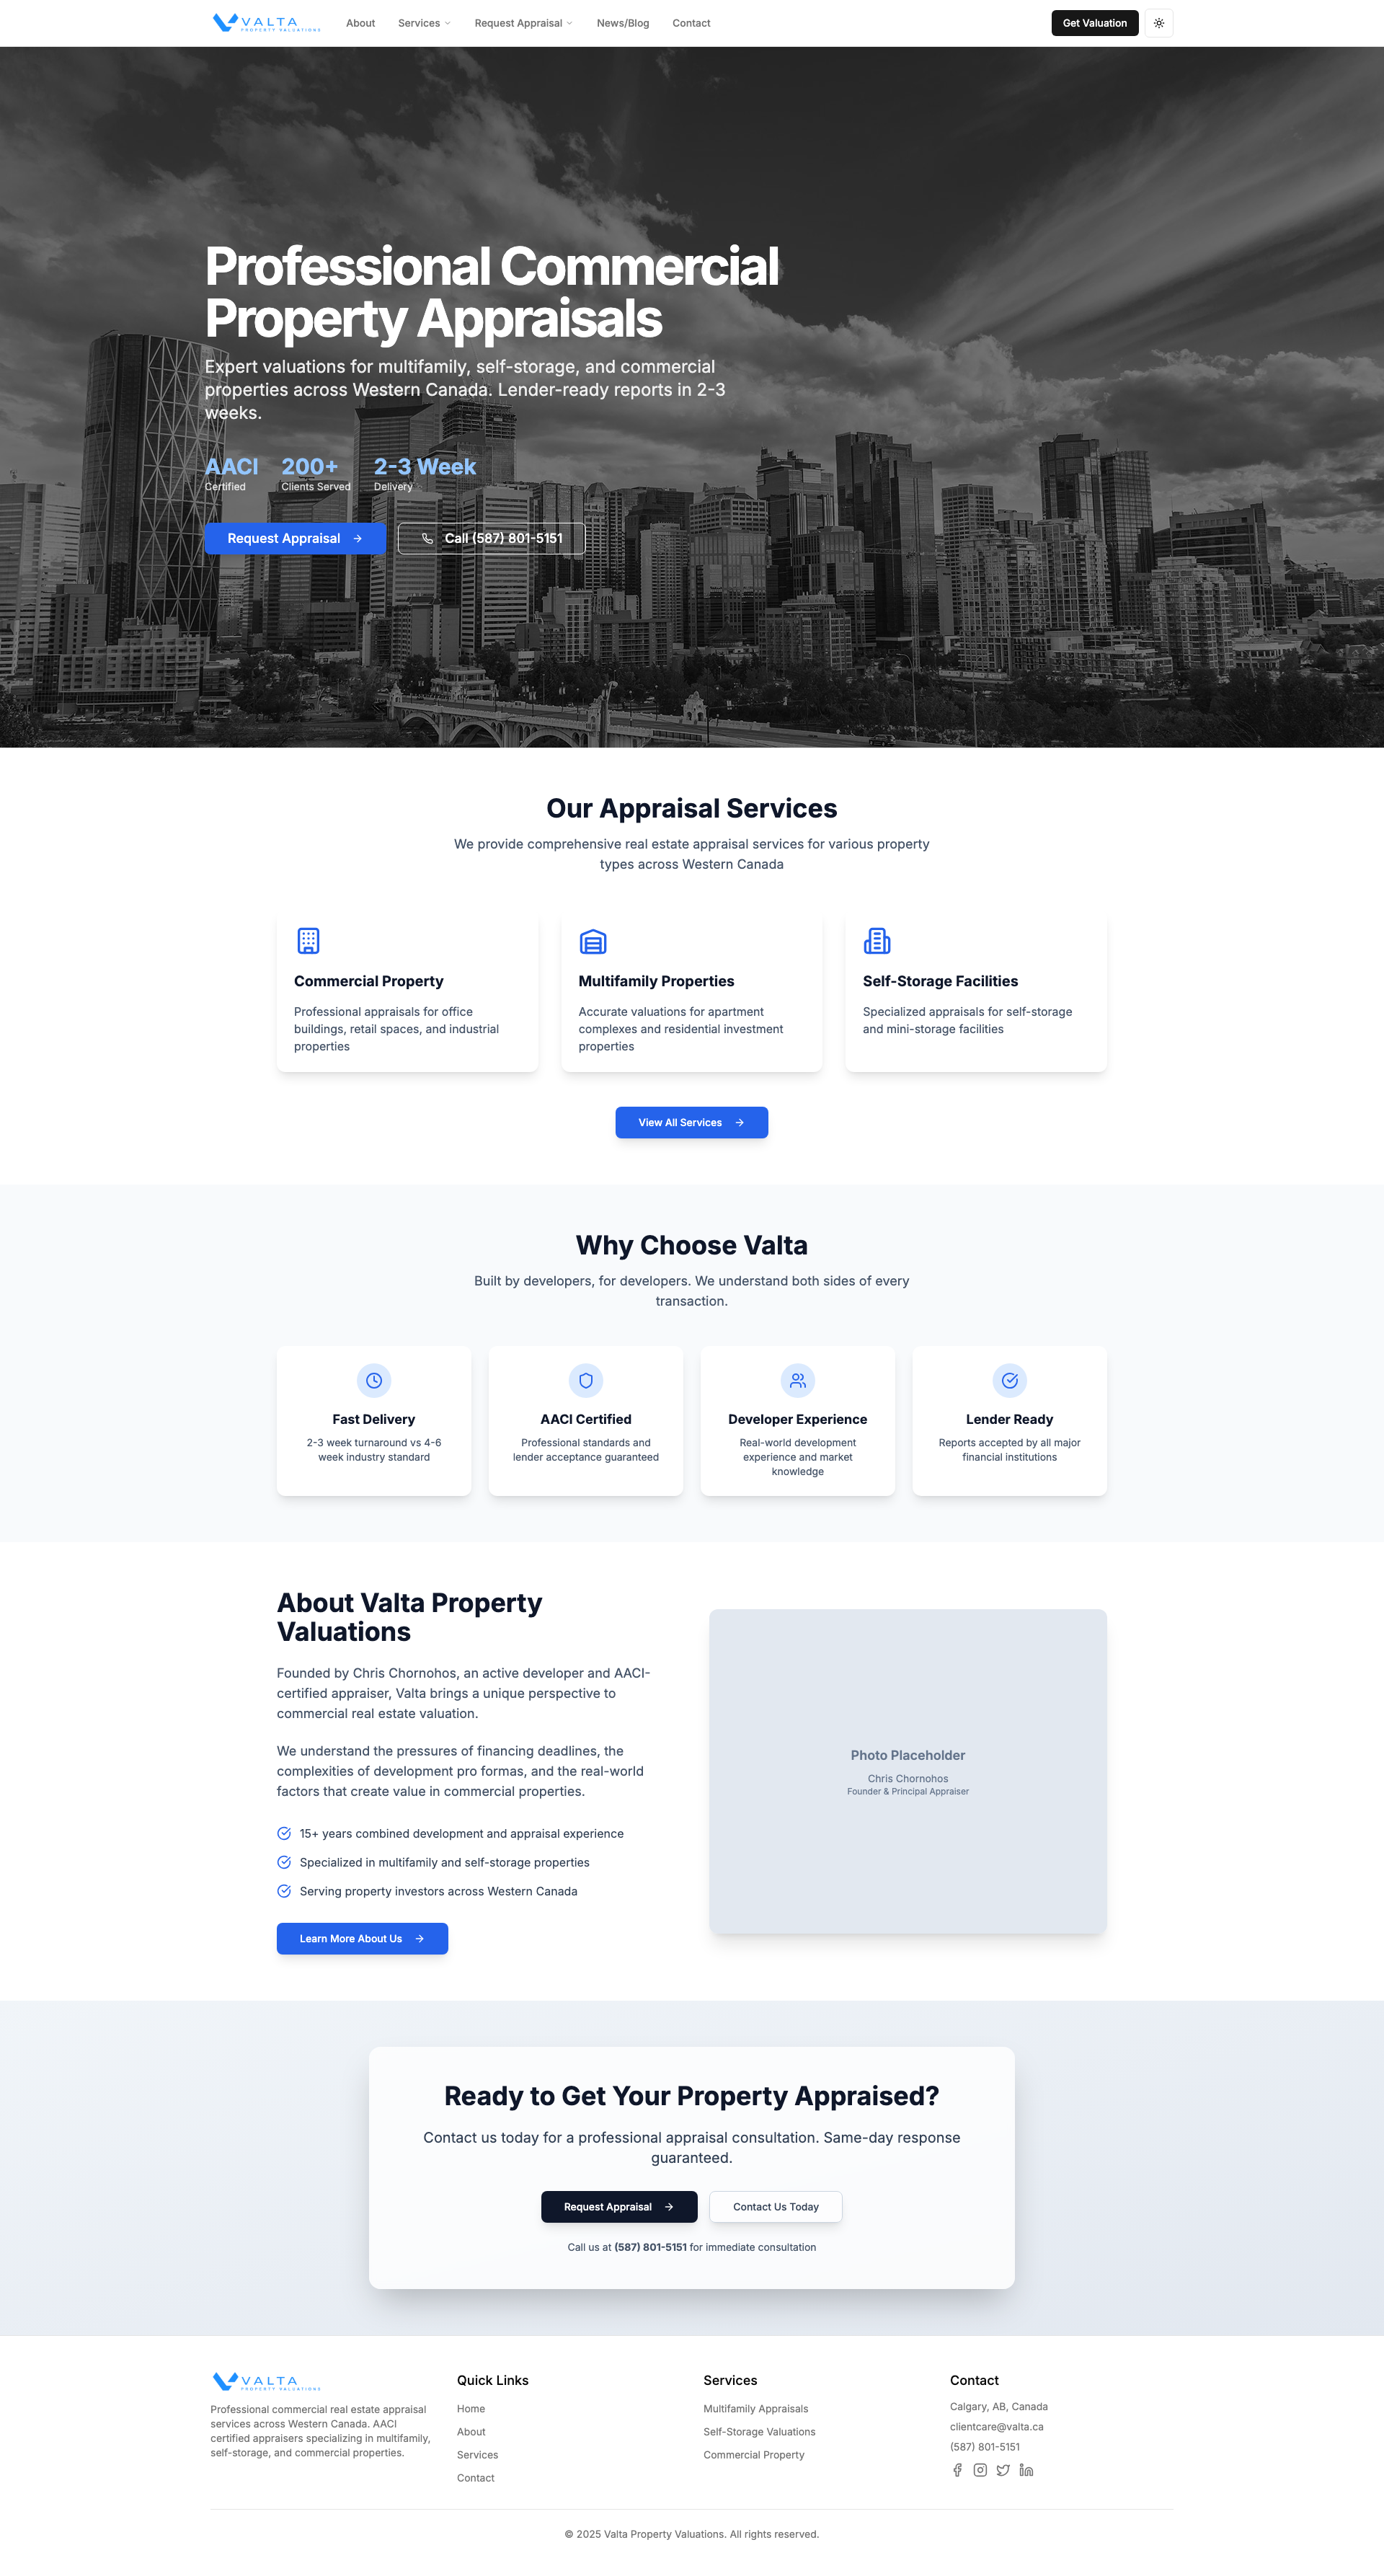 VALTA
PROPERTY VALUATIONS
About
Services
Request Appraisal
News/Blog
Contact
Get Valuation
Professional Commercial
Property Appraisals
Expert valuations for multifamily, self-storage, and commercial
properties across Western Canada. Lender-ready reports in 2-3
weeks.
AACI
Certified
200+
Clients Served
2-3 Week
Delivery
Request Appraisal
Call (587) 801-5151
Our Appraisal Services
We provide comprehensive real estate appraisal services for various property
types across Western Canada
Commercial Property
Professional appraisals for office
buildings, retail spaces, and industrial
properties
Multifamily Properties
Accurate valuations for apartment
complexes and residential investment
properties
Self-Storage Facilities
Specialized appraisals for self-storage
and mini-storage facilities
View All Services
Why Choose Valta
Built by developers, for developers. We understand both sides of every
transaction.
Fast Delivery
2-3 week turnaround vs 4-6
week industry standard
AACI Certified
Professional standards and
lender acceptance guaranteed
Developer Experience
Real-world development
experience and market
knowledge
Lender Ready
Reports accepted by all major
financial institutions
About Valta Property
Valuations
Founded by Chris Chornohos, an active developer and AACI-
certified appraiser, Valta brings a unique perspective to
commercial real estate valuation.
We understand the pressures of financing deadlines, the
complexities of development pro formas, and the real-world
factors that create value in commercial properties.
15+ years combined development and appraisal experience
Specialized in multifamily and self-storage properties
Serving property investors across Western Canada
Learn More About Us
Photo Placeholder
Chris Chornohos
Founder & Principal Appraiser
Ready to Get Your Property Appraised?
Contact us today for a professional appraisal consultation. Same-day response
guaranteed.
Request Appraisal
Contact Us Today
Call us at (587) 801-5151 for immediate consultation
VALTA
PROPERTY VALUATIONS
Professional commercial real estate appraisal
services across Western Canada. AACI
certified appraisers specializing in multifamily,
self-storage, and commercial properties.
Quick Links
Home
About
Services
Contact
Services
Multifamily Appraisals
Self-Storage Valuations
Commercial Property
Contact
Calgary, AB, Canada
clientcare@valta.ca
(587) 801-5151
© 2025 Valta Property Valuations. All rights reserved.